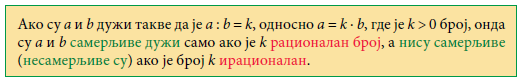 Ако су a и b дужи такве да је a : b = k, односно a = k · b, где је k > 0 број, онда
су a и b самерљиве дужи само ако је k рационалан број, а нису самерљиве
(несамерљиве су) ако је број k ирационалан.